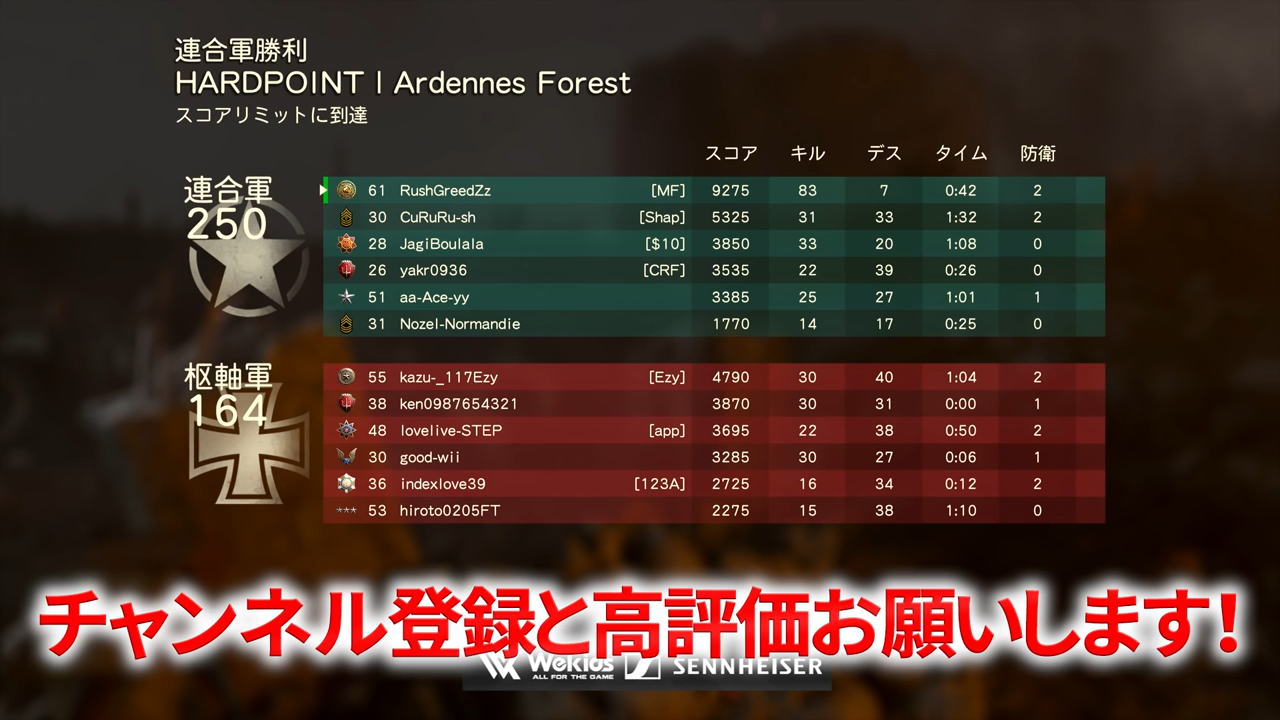 連合軍勝利
HARDPOINT | Ardennes Forest
スコアリミットに到達
スコア キル デス タイム 防衛
連合軍
250
61 RushGreedZz [MF] 9275 83 7 0:42 2
30 CuRuRu-sh [Shap] 5325 31 33 1:32 2
28 JagiBoulala [$10] 3850 33 20 1:08 0
26 yakr0936 [CRF] 3535 22 39 0:26 0
51 aa-Ace-yy 3385 25 27 1:01 1
31 Nozel-Normandie 1770 14 17 0:25 0
枢軸軍
164
55 kazu-_117Ezy [Ezy] 4790 30 40 1:04 2
38 ken0987654321 3870 30 31 0:00 1
48 lovelive-STEP [app] 3695 22 38 0:50 2
30 good-wii 3285 30 27 0:06 1
36 indexlove39 [123A] 2725 16 34 0:12 2
53 hiroto0205FT 2275 15 38 1:10 0
チャンネル登録と高評価お願いします!
Wekids SENNHEISER
ALL FOR THE GAME